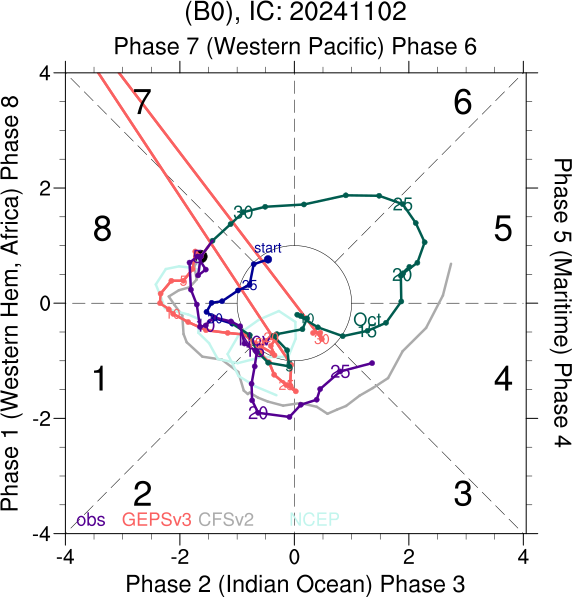 (B0), IC: 20241102
Phase 7 (Western Pacific) Phase 6
Phase 1 (Western Hem, Africa) Phase 8
Phase 5 (Maritime) Phase 4
4
2
0
-2
-4
7
6
8
5
1
4
2
3
30
25
start
25
20
Oct
15
30
25
20
obs GEPSv3 CFSv2 NCEP
-4 -2 0 2 4
Phase 2 (Indian Ocean) Phase 3